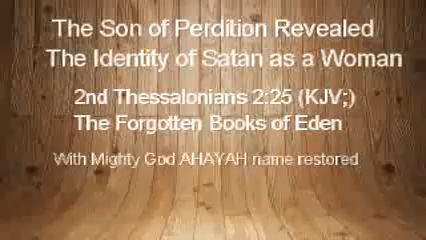 The Son of Perdition Revealed
The Identity of Satan as a Woman
2nd Thessalonians 2:25 (KJV;)
The Forgotten Books of Eden
With Mighty God AHAYAH name restored